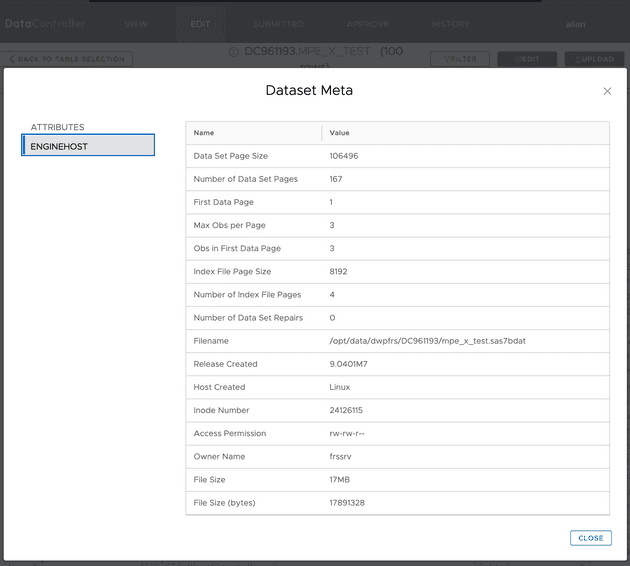 DataController VIEW EDIT SUBMITTED APPROVE HISTORY allan
BACK TO TABLE SELECTION DC961193.MPE_X_TEST (100 FILTER EDIT UPLOAD
Dataset Meta
ATTRIBUTES
ENGINEHOST
Name Value
Data Set Page Size 106496
Number of Data Set Pages 167
First Data Page 1
Max Obs per Page 3
Obs in First Data Page 3
Index File Page Size 8192
Number of Index File Pages 4
Number of Data Set Repairs 0
Filename /opt/data/dwpfrs/DC961193/mpe_x_test.sas7bdat
Release Created 9.0401M7
Host Created Linux
Inode Number 24126115
Access Permission rw-rw-r--
Owner Name frssrv
File Size 17MB
File Size (bytes) 17891328
CLOSE